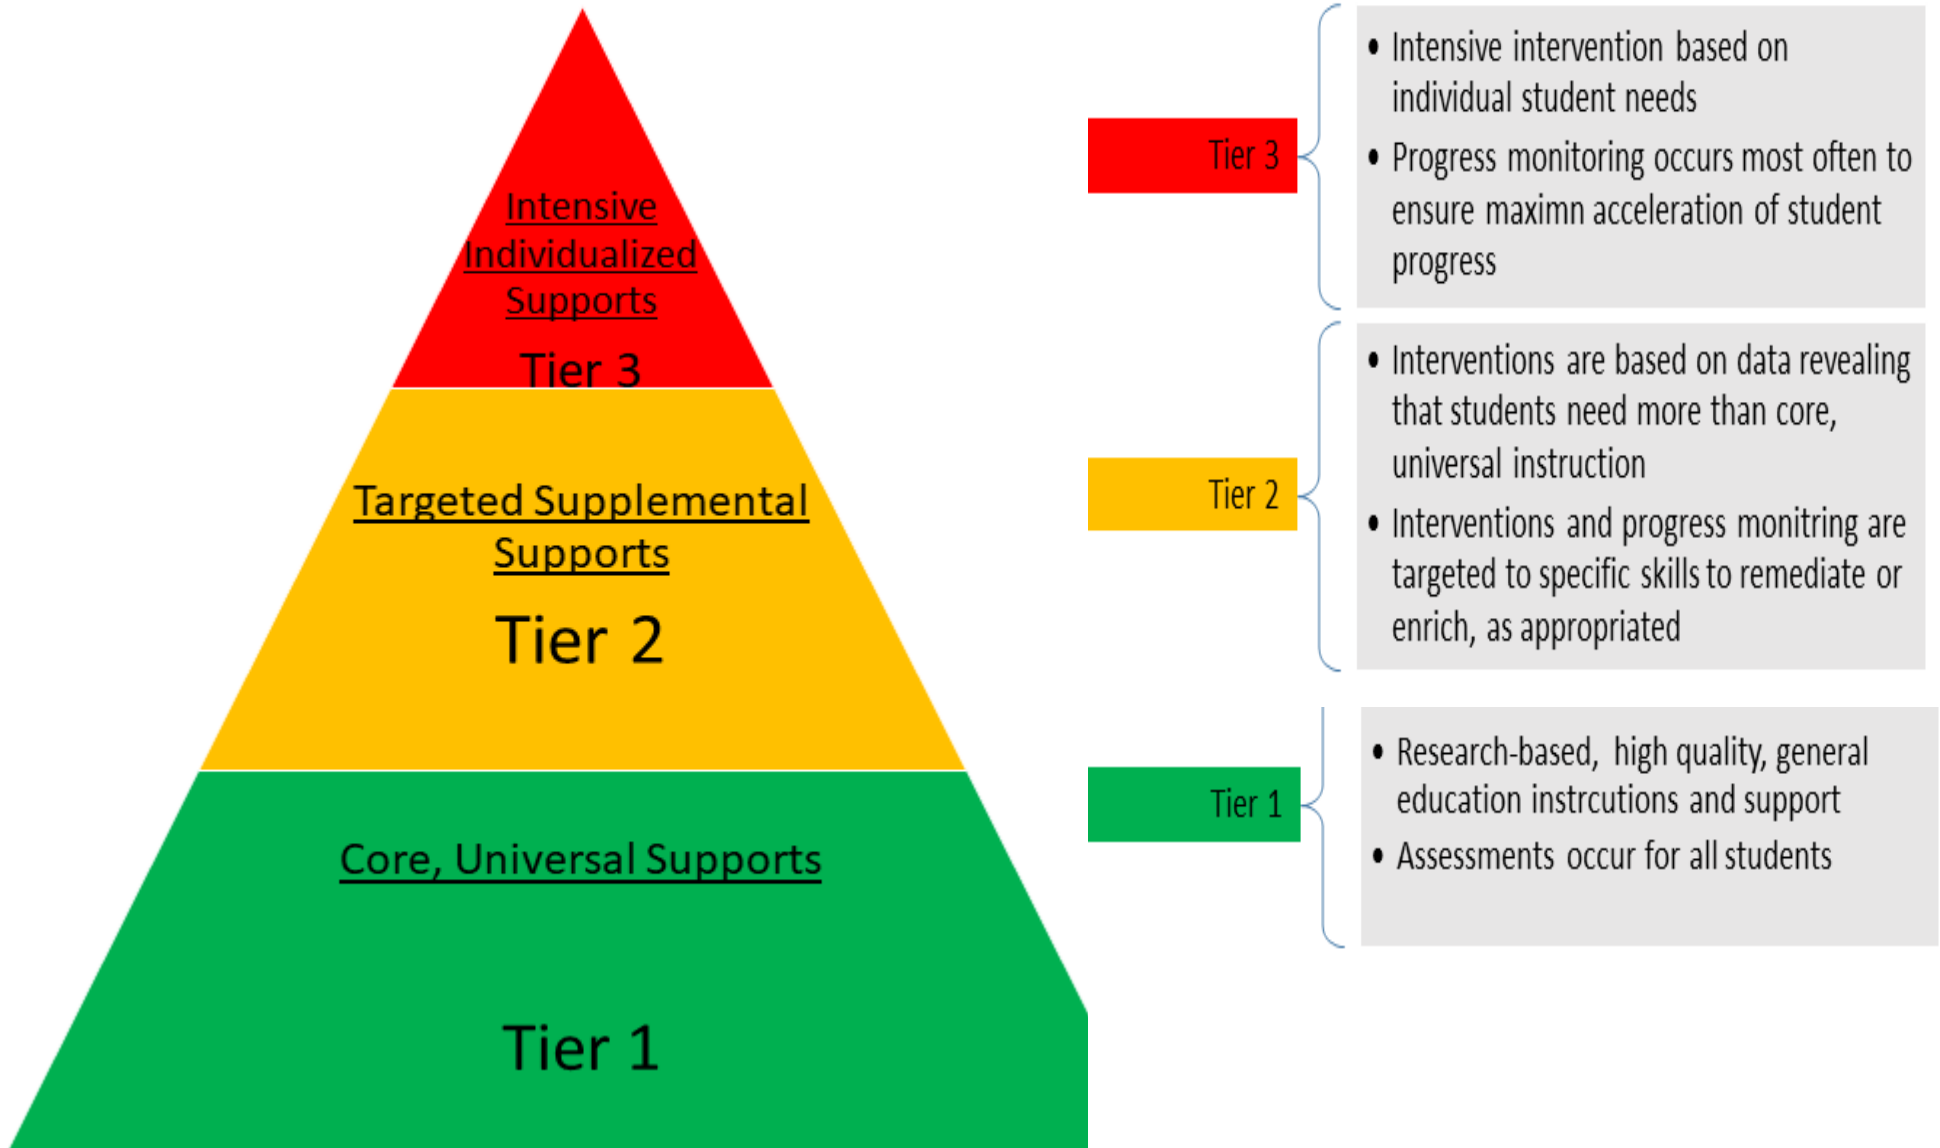 Intensive
Individualized
Supports
Tier 3
Targeted Supplemental
Supports
Tier 2
Core, Universal Supports
Tier 1
Tier 3
• Intensive intervention based on
individual student needs
• Progress monitoring occurs most often to
ensure maximn acceleration of student
progress
Tier 2
• Interventions are based on data revealing
that students need more than core,
universal instruction
• Interventions and progress monitring are
targeted to specific skills to remediate or
enrich, as appropriated
Tier 1
• Research-based, high quality, general
education instrcutions and support
• Assessments occur for all students